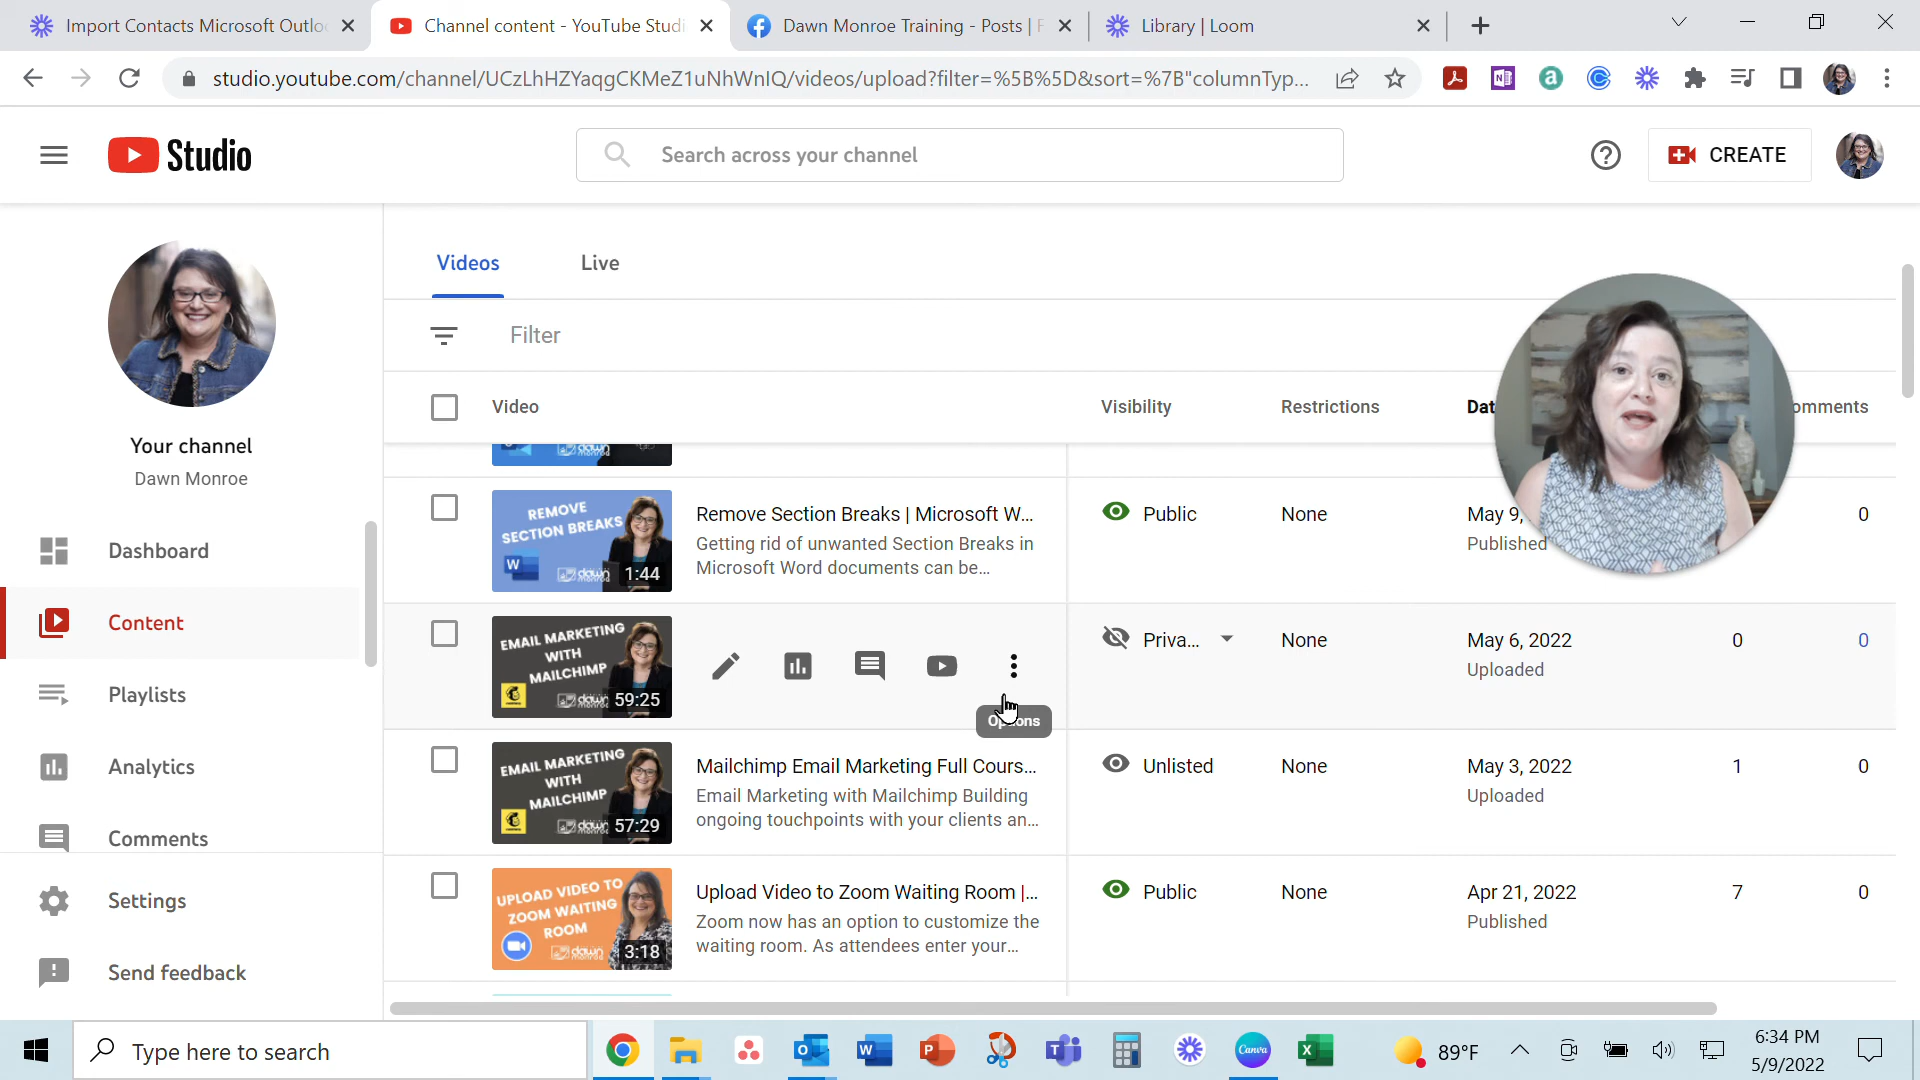 Import Contacts Microsoft Outlo
Channel content - YouTube Studi
Dawn Monroe Training - Posts | F
Library | Loom
studio.youtube.com/channel/UCzLhHZYaqgCKMeZ1uNhWnIQ/videos/upload?filter=%5B%5D&sort=%7B"columnTyp...
Studio
Search across your channel
CREATE
Your channel
Dawn Monroe
Dashboard
Content
Playlists
Analytics
Comments
Settings
Send feedback
Videos
Live
Filter
Video
Visibility
Restrictions
Dat
omments
REMOVE
SECTION BREAKS
1:44
Remove Section Breaks | Microsoft W...
Getting rid of unwanted Section Breaks in
Microsoft Word documents can be...
Public
None
May 9,
Published
0
EMAIL MARKETING
WITH
MAILCHIMP
59:25
Options
Priva...
None
May 6, 2022
Uploaded
0
0
EMAIL MARKETING
WITH
MAILCHIMP
57:29
Mailchimp Email Marketing Full Cours...
Email Marketing with Mailchimp Building
ongoing touchpoints with your clients an...
Unlisted
None
May 3, 2022
Uploaded
1
0
UPLOAD VIDEO TO
ZOOM WAITING
ROOM
3:18
Upload Video to Zoom Waiting Room |...
Zoom now has an option to customize the
waiting room. As attendees enter your...
Public
None
Apr 21, 2022
Published
7
0
Type here to search
Canva
89°F
6:34 PM
5/9/2022